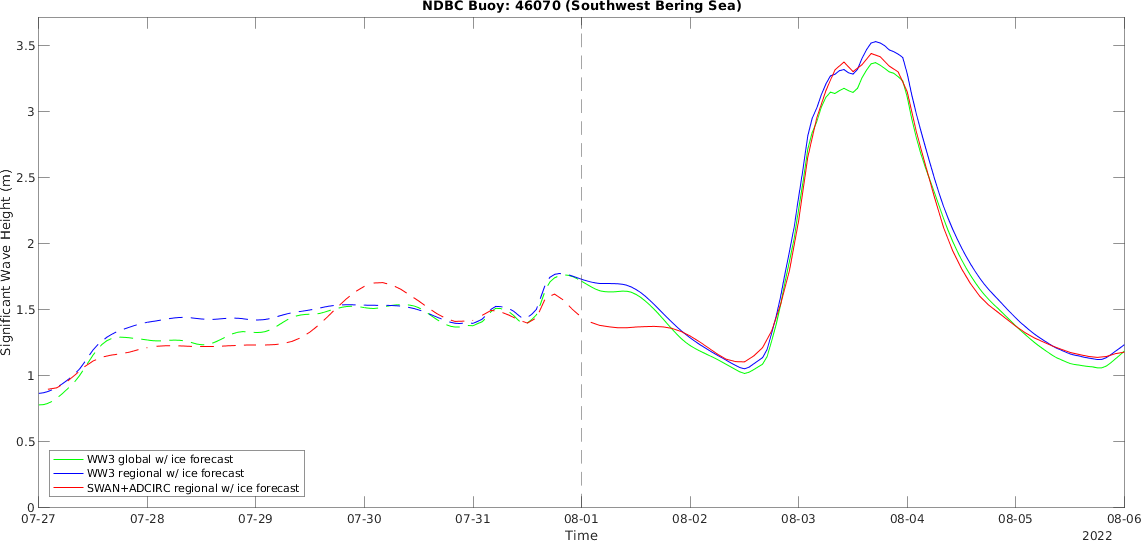 NDBC Buoy: 46070 (Southwest Bering Sea)
Significant Wave Height (m)
3.5
3
2.5
2
1.5
1
0.5
0
WW3 global w/ ice forecast
WW3 regional w/ ice forecast
SWAN+ADCIRC regional w/ ice forecast
07-27 07-28 07-29 07-30 07-31 08-01 08-02 08-03 08-04 08-05 08-06
Time
2022